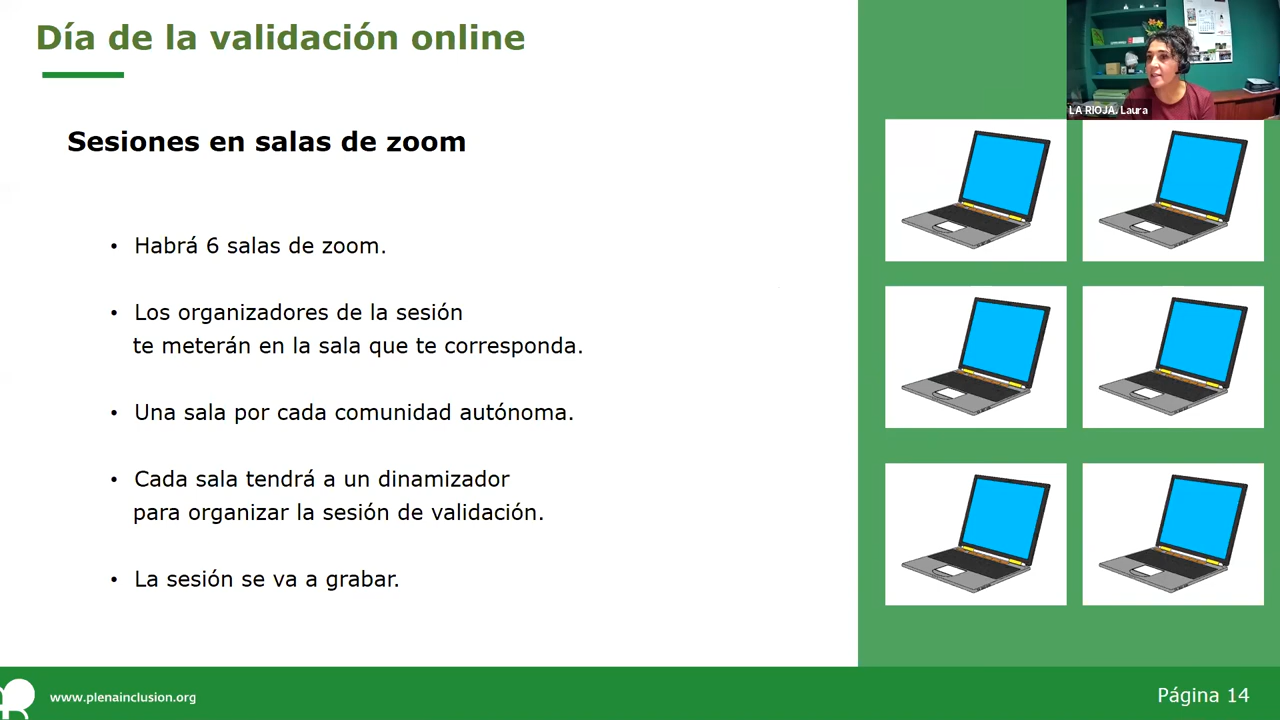 Día de la validación online
LA RIOJA, Laura
Sesiones en salas de zoom
• Habrá 6 salas de zoom.
• Los organizadores de la sesión
te meterán en la sala que te corresponda.
• Una sala por cada comunidad autónoma.
• Cada sala tendrá a un dinamizador
para organizar la sesión de validación.
• La sesión se va a grabar.
www.plenainclusion.org
Página 14